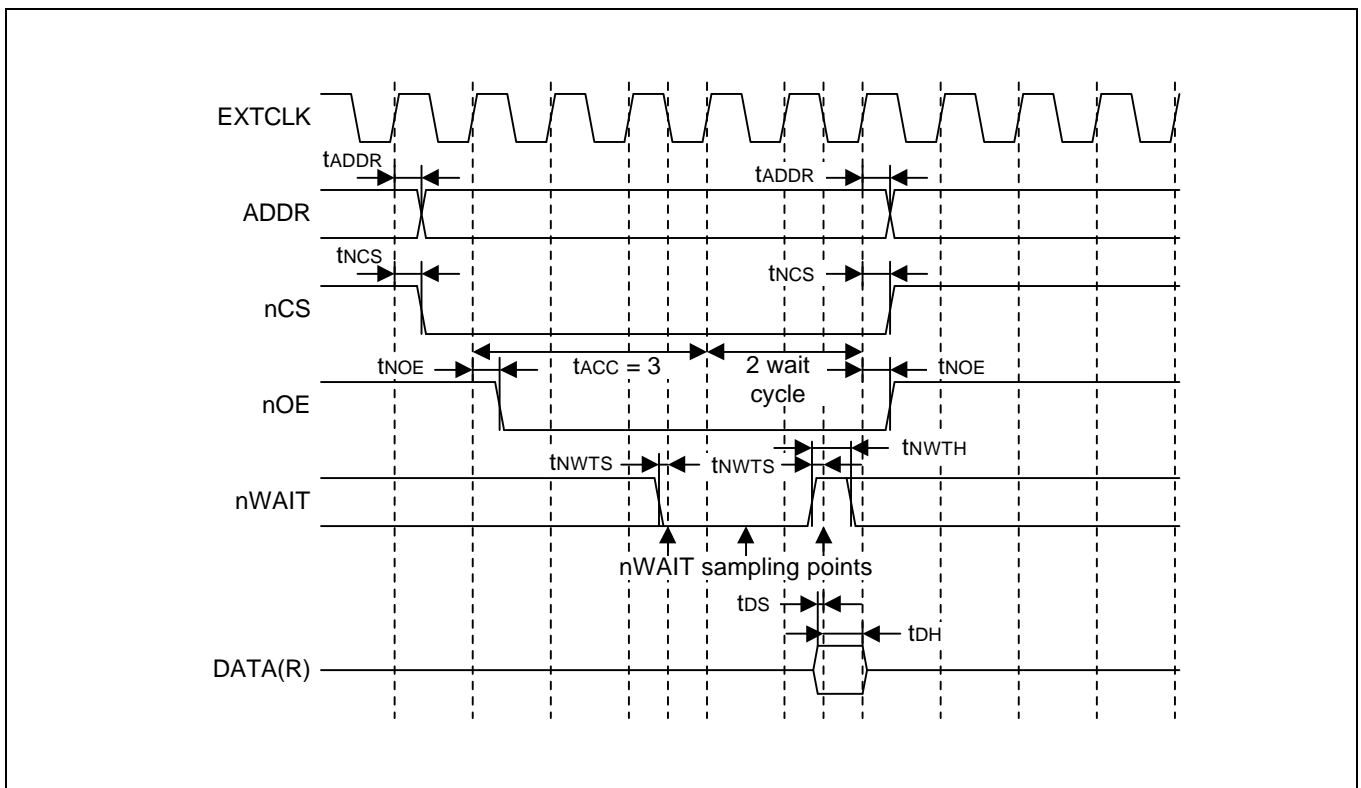 EXTCLK
tADDR
tADDR
ADDR
tNCS
tNCS
nCS
tNOE
tACC = 3
2 wait
cycle
tNOE
nOE
tNWTH
tNWTS
tNWTS
nWAIT
nWAIT sampling points
tDS
tDH
DATA(R)